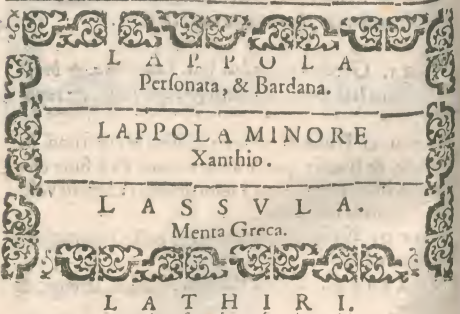 L A P P O L A
Perſonata, & Bardana.
LAPPOLA MINORE
Xanthio.
L A S S V L A.
Menta Greca.
L A T H I R I.